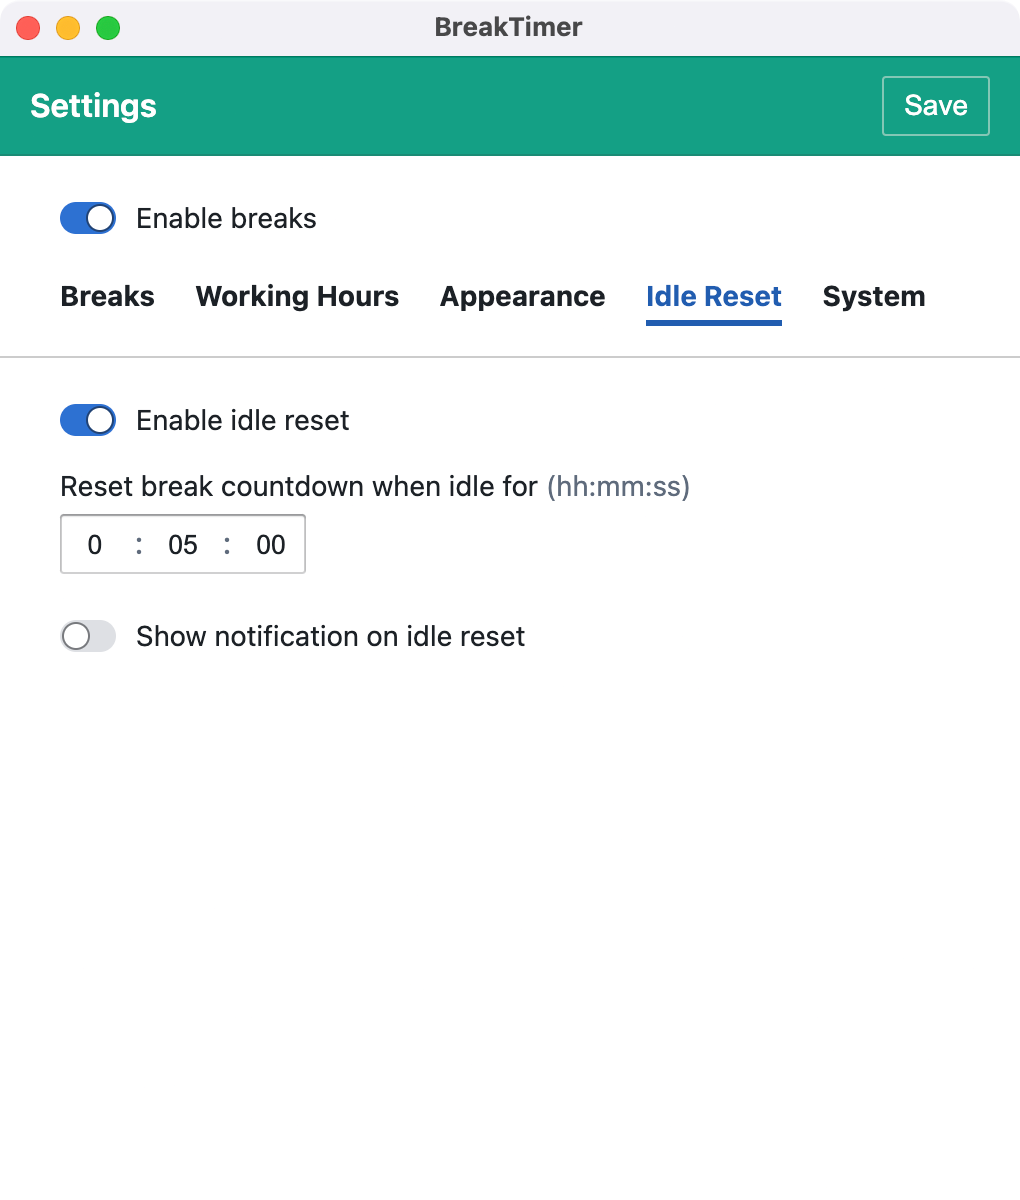 BreakTimer
Settings
Save
Enable breaks
Breaks Working Hours Appearance Idle Reset System
Enable idle reset
Reset break countdown when idle for (hh:mm:ss)
0 : 05 : 00
Show notification on idle reset